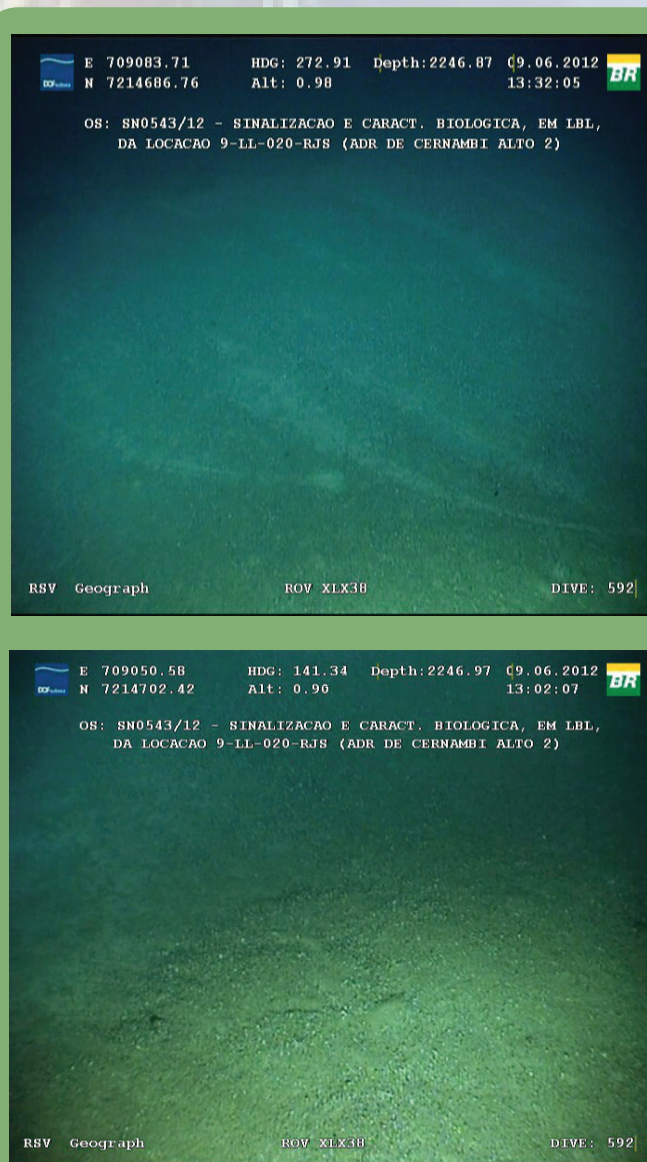 E 709083.71 HDG: 272.91 Depth:2246.87 09.06.2012
N 7214686.76 Alt: 0.98 13:32:05
BR
OS: SN0543/12 - SINALIZACAO E CARACT. BIOLOGICA, EM LBL,
DA LOCACAO 9-LL-020-RJS (ADR DE CERNAMBI ALTO 2)
RSV Geograph ROV XLX38 DIVE: 592
E 709050.58 HDG: 141.34 Depth:2246.97 09.06.2012
N 7214702.42 Alt: 0.90 13:02:07
BR
OS: SN0543/12 - SINALIZACAO E CARACT. BIOLOGICA, EM LBL,
DA LOCACAO 9-LL-020-RJS (ADR DE CERNAMBI ALTO 2)
RSV Geograph ROV XLX38 DIVE: 592